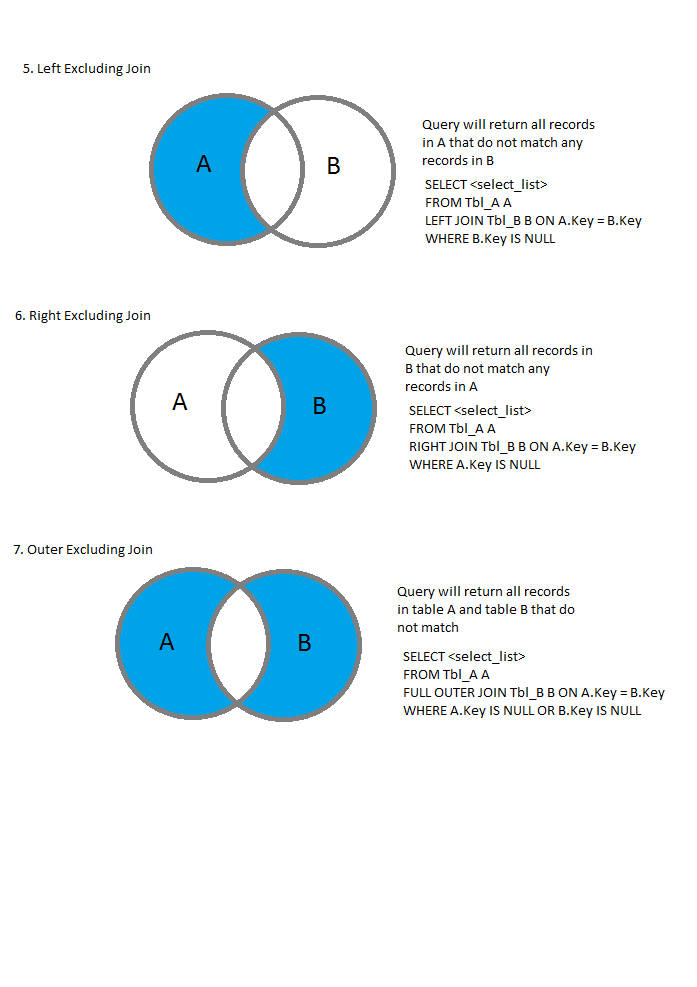 5. Left Excluding Join
A
B
Query will return all records
in A that do not match any
records in B
SELECT <select_list>
FROM Tbl_A A
LEFT JOIN Tbl_B B ON A.Key = B.Key
WHERE B.Key IS NULL
6. Right Excluding Join
A
B
Query will return all records in
B that do not match any
records in A
SELECT <select_list>
FROM Tbl_A A
RIGHT JOIN Tbl_B B ON A.Key = B.Key
WHERE A.Key IS NULL
7. Outer Excluding Join
A
B
Query will return all records
in table A and table B that do
not match
SELECT <select_list>
FROM Tbl_A A
FULL OUTER JOIN Tbl_B B ON A.Key = B.Key
WHERE A.Key IS NULL OR B.Key IS NULL